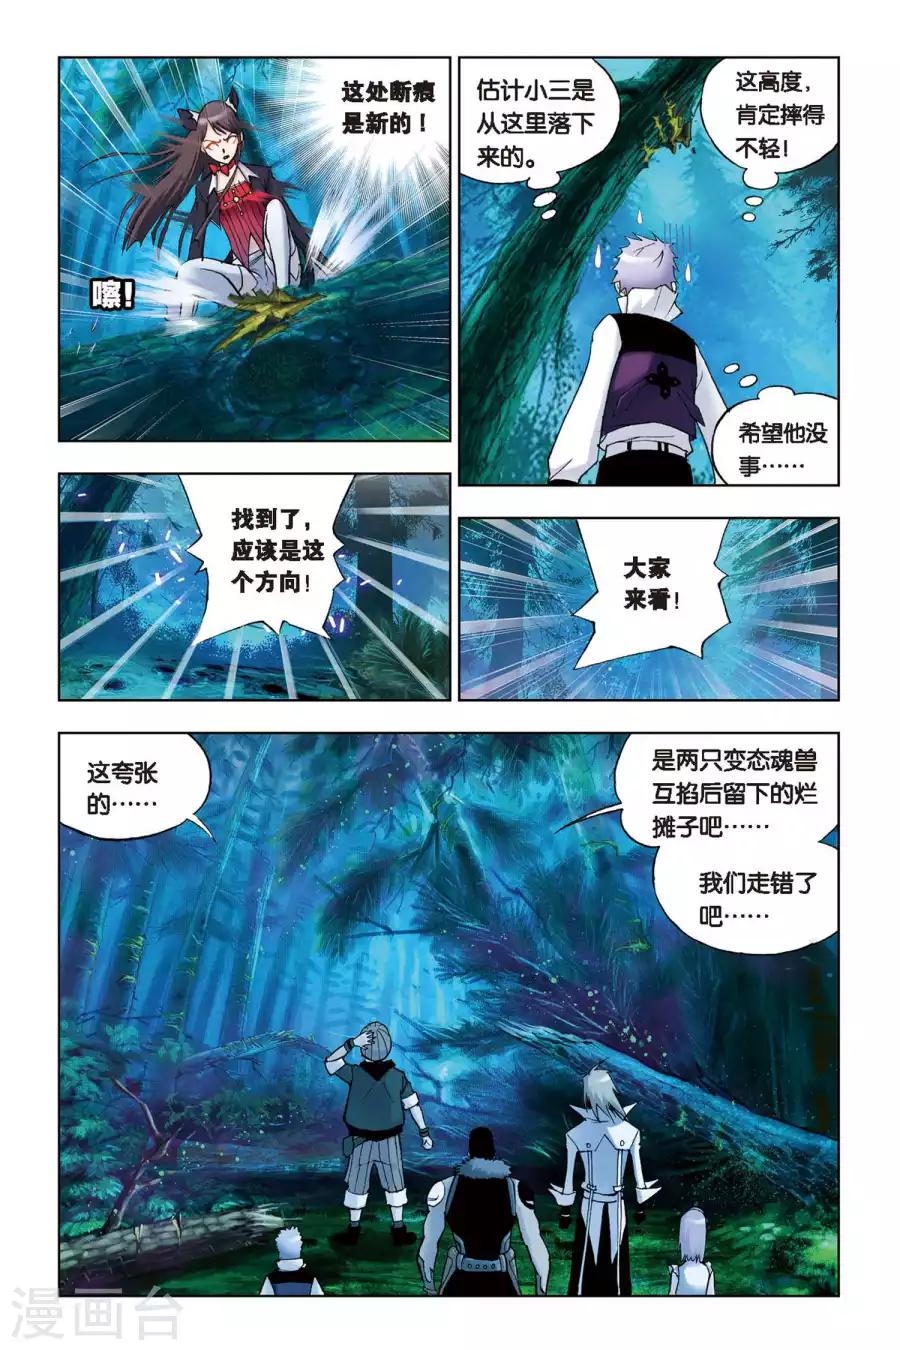 这处断痕
是新的！
嚓！
估计小三是
从这里落下
来的。
这高度，
肯定摔得
不轻！
希望他没
事……
找到了，
应该是这
个方向！
大家
来看！
这夸张
的……
是两只变态魂兽
互掐后留下的烂
摊子吧……
我们走错了
吧……
漫画台